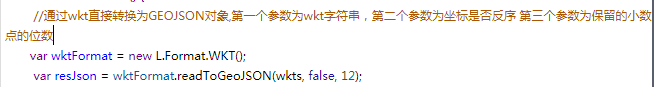 //通过wkt直接转换为GEOJSON对象,第一个参数为wkt字符串，第二个参数为坐标是否反序 第三个参数为保留的小数
点的位数
var wktFormat = new L.Format.WKT();
var resJson = wktFormat.readToGeoJSON(wkts, false, 12);